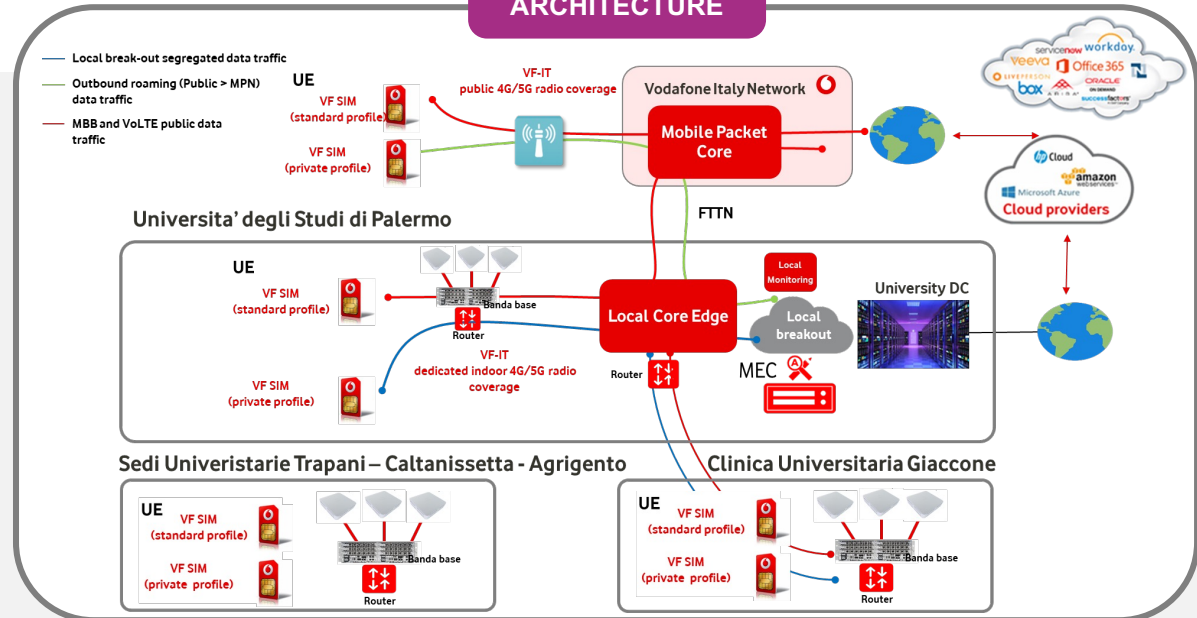 ARCHITECTURE
Local break-out segregated data traffic
Outbound roaming (Public > MPN)
data traffic
MBB and VoLTE public data
traffic
UE
VF SIM
(standard profile)
VF SIM
(private profile)
VF-IT
public 4G/5G radio coverage
Vodafone Italy Network
Mobile Packet
Core
servicenow
workday.
veeva
Office 365
N
LIVEPERSON
box
ARIBA
ORACLE
ON DEMAND
successfactors
hp Cloud
amazon
webservices
Microsoft Azure
Cloud providers
FTTN
Universita' degli Studi di Palermo
UE
VF SIM
(standard profile)
VF SIM
(private profile)
Banda base
Router
VF-IT
dedicated indoor 4G/5G radio
coverage
Local Core Edge
Router
Local
Monitoring
Local
breakout
MEC
A
University DC
Sedi Univeristarie Trapani – Caltanissetta - Agrigento
UE
VF SIM
(standard profile)
VF SIM
(private profile)
Banda base
Router
Clinica Universitaria Giaccone
UE
VF SIM
(standard profile)
VF SIM
(private profile)
Banda base
Router